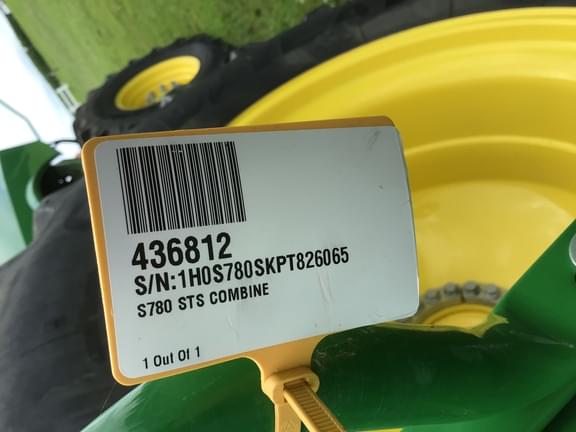 436812
S/N:1H0S780SKPT826065
S780 STS COMBINE
1 Out Of 1